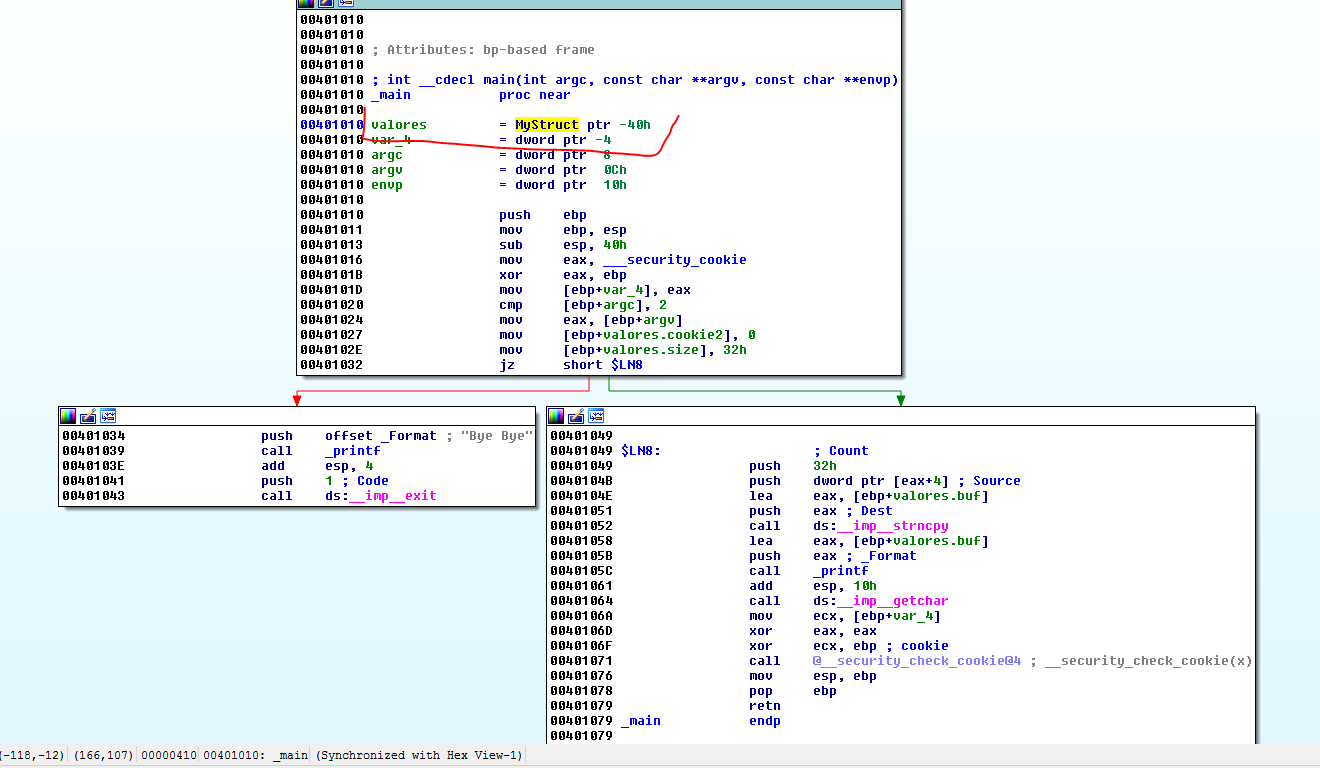 00401010
00401010
00401010 ; Attributes: bp-based frame
00401010
00401010 ; int __cdecl main(int argc, const char **argv, const char **envp)
00401010 _main proc near
00401010
00401010 valores = MyStruct ptr -40h
00401010 var_4 = dword ptr -4
00401010 argc = dword ptr 8
00401010 argv = dword ptr 0Ch
00401010 envp = dword ptr 10h
00401010
00401010 push ebp
00401011 mov ebp, esp
00401013 sub esp, 40h
00401016 mov eax, ___security_cookie
0040101B xor eax, ebp
0040101D mov [ebp+var_4], eax
00401020 cmp [ebp+argc], 2
00401024 mov eax, [ebp+argv]
00401027 mov [ebp+valores.cookie2], 0
0040102E mov [ebp+valores.size], 32h
00401032 jz short $LN8
00401034 push offset _Format ; "Bye Bye"
00401039 call _printf
0040103E add esp, 4
00401041 push 1 ; Code
00401043 call ds:__imp__exit
00401049
00401049 $LN8: ; Count
00401049 push 32h
0040104B push dword ptr [eax+4] ; Source
0040104E lea eax, [ebp+valores.buf]
00401051 push eax ; Dest
00401052 call ds:__imp__strncpy
00401058 lea eax, [ebp+valores.buf]
0040105B push eax ; _Format
0040105C call _printf
00401061 add esp, 10h
00401064 call ds:__imp__getchar
0040106A mov ecx, [ebp+var_4]
0040106D xor eax, eax
0040106F xor ecx, ebp ; cookie
00401071 call @__security_check_cookie@4 ; __security_check_cookie(x)
00401076 mov esp, ebp
00401078 pop ebp
00401079 retn
00401079 _main endp
00401079
(-118,-12) (166,107) 00000410 00401010: _main (Synchronized with Hex View-1)